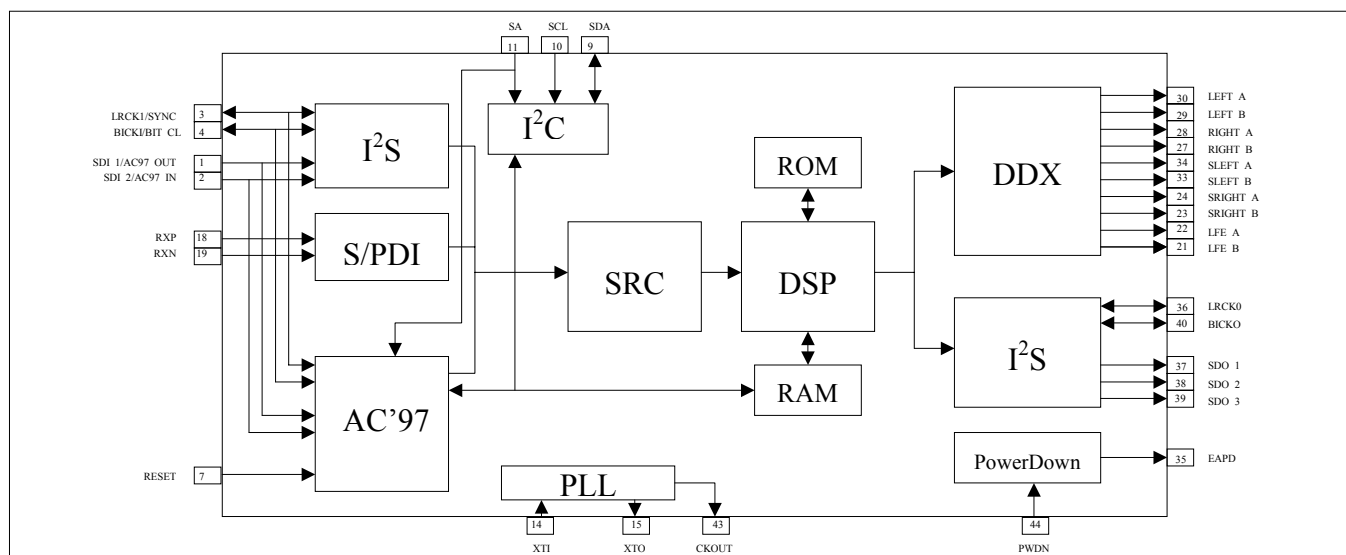 SA SCL SDA
11 10 9
LRCK1/SYNC 3
BICKI/BIT CL 4
SDI 1/AC97 OUT 1
SDI 2/AC97 IN 2
RXP 18
RXN 19
RESET 7
I²S
S/PDI
AC’97
I²C
SRC
ROM
DSP
RAM
PLL
14 15 43
XTI XTO CKOUT
DDX
I²S
PowerDown
44
PWDN
30 LEFT A
29 LEFT B
28 RIGHT A
27 RIGHT B
34 SLEFT A
33 SLEFT B
24 SRIGHT A
23 SRIGHT B
22 LFE A
21 LFE B
36 LRCK0
40 BICKO
37 SDO 1
38 SDO 2
39 SDO 3
35 EAPD